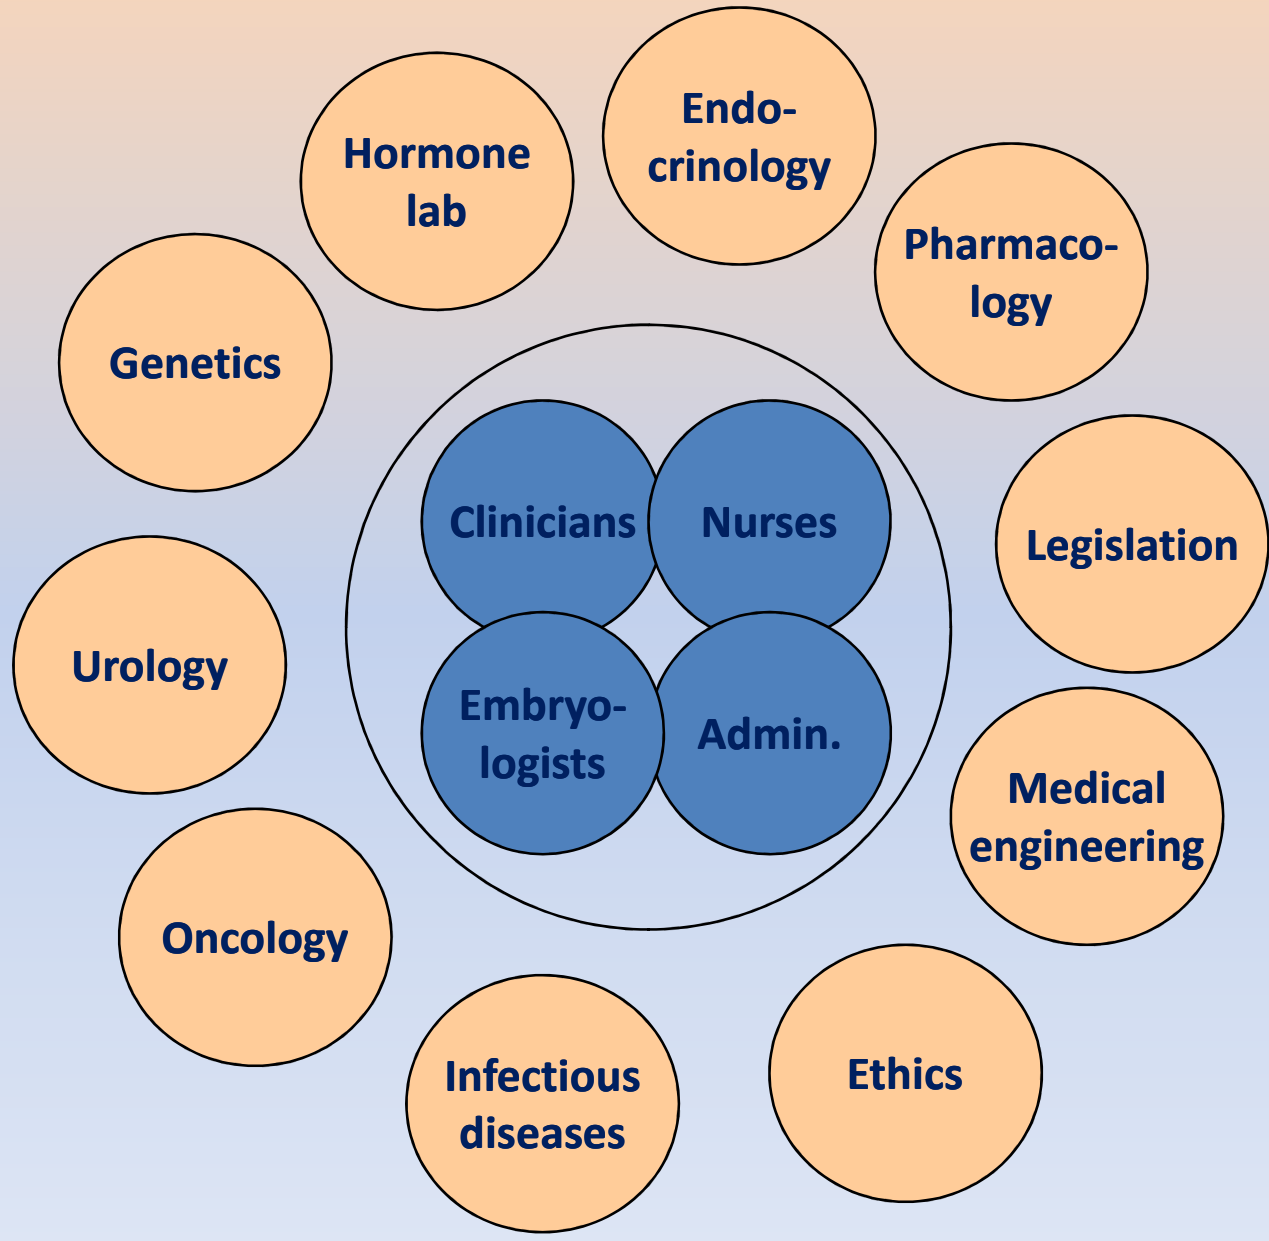 Endo-
crinology
Hormone
lab
Pharmaco-
logy
Genetics
Clinicians
Nurses
Legislation
Urology
Embryo-
logists
Admin.
Medical
engineering
Oncology
Infectious
diseases
Ethics